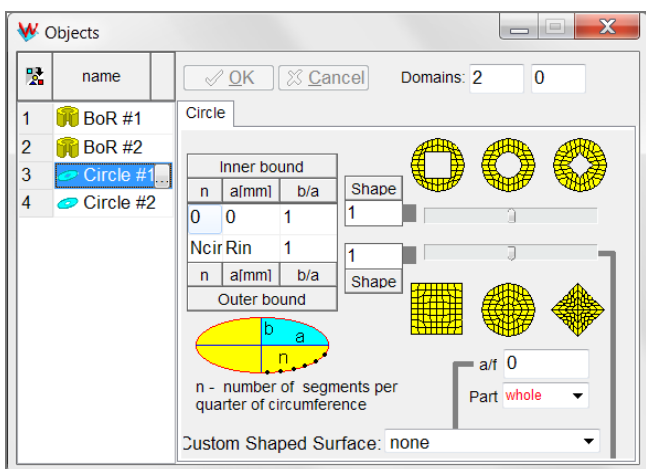 Objects
name
OK Cancel Domains: 2 0
1 BoR #1
2 BoR #2
3 Circle #1...
4 Circle #2
Circle
Inner bound
n a[mm] b/a Shape
0 0 1 1
Ncir Rin 1 1
n a[mm] b/a Shape
Outer bound
b
a
n
a/f 0
n - number of segments per
quarter of circumference
Part whole
Custom Shaped Surface: none